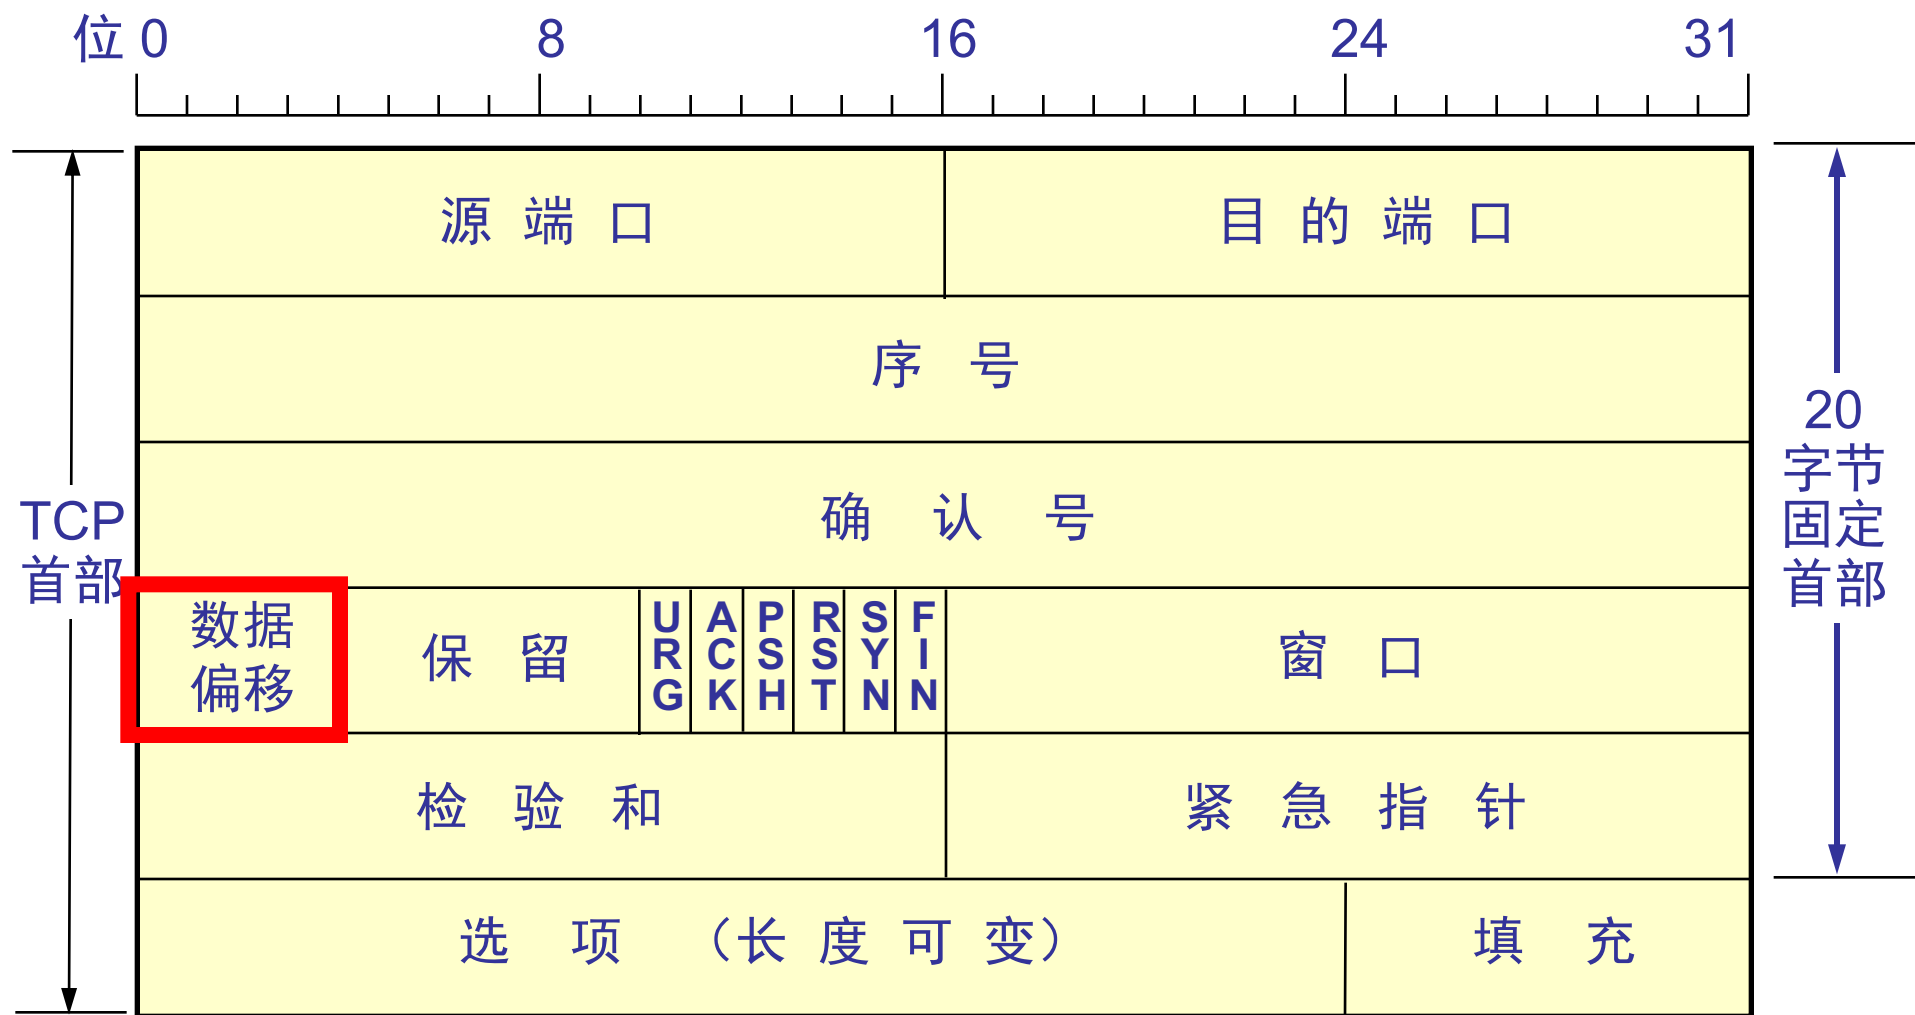 位 0 8 16 24 31
源 端 口 目 的 端 口
序 号
确 认 号
TCP
首部
20
字节
固定
首部
数据
偏移
保 留
URG
ACK
PSH
RST
SYN
FIN
窗 口
检 验 和 紧 急 指 针
选 项 （长 度 可 变） 填 充